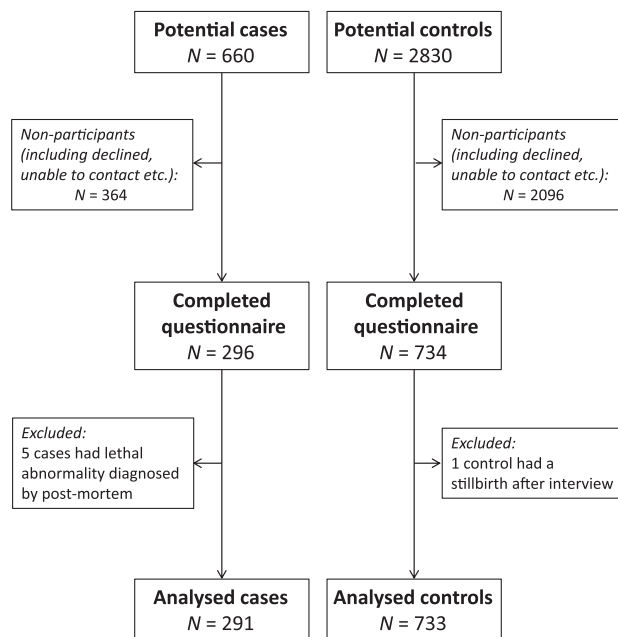 Potential cases
N = 660
Potential controls
N = 2830
Non-participants
(including declined,
unable to contact etc.):
N = 364
Non-participants
(including declined,
unable to contact etc.):
N = 2096
Completed
questionnaire
N = 296
Completed
questionnaire
N = 734
Excluded:
5 cases had lethal
abnormality diagnosed
by post-mortem
Excluded:
1 control had a
stillbirth after interview
Analysed cases
N = 291
Analysed controls
N = 733